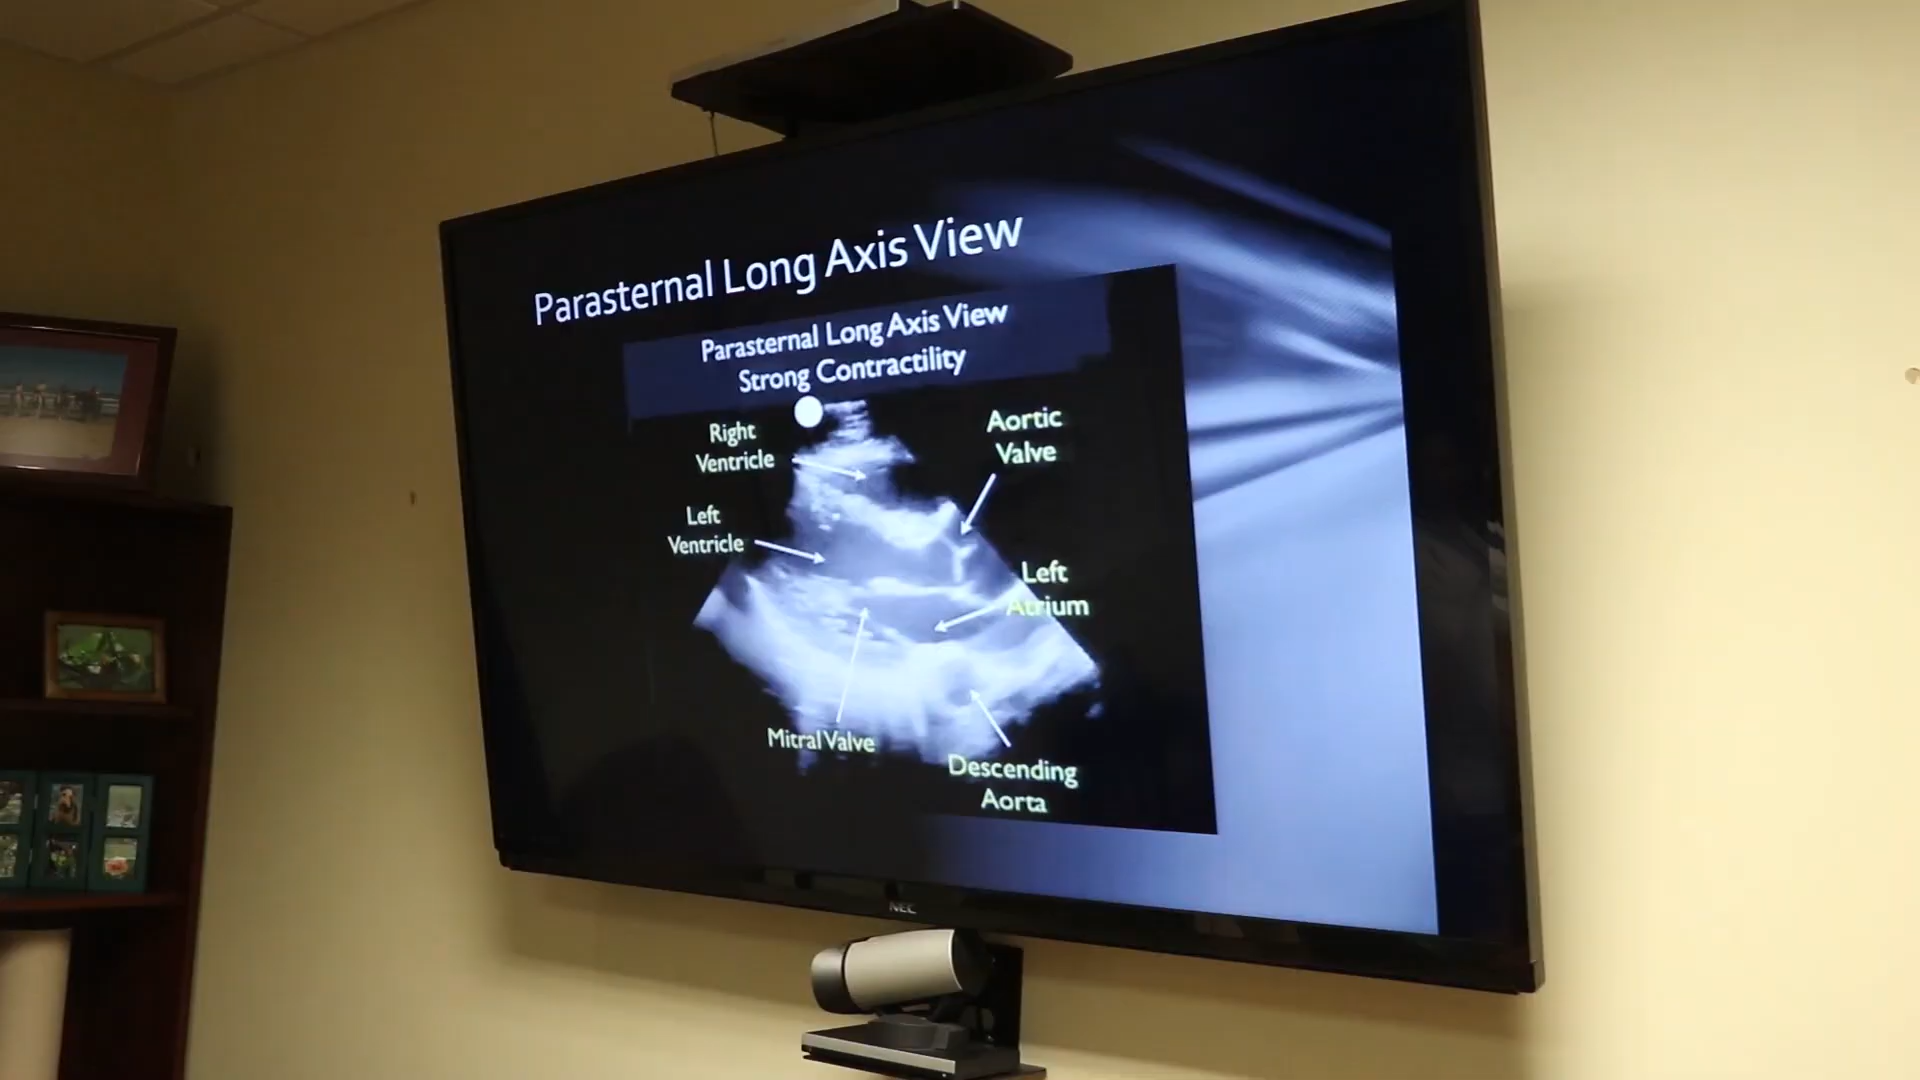 Parasternal Long Axis View
Parasternal Long Axis View
Strong Contractility
Right
Ventricle
Aortic
Valve
Left
Ventricle
Left
Atrium
Mitral Valve
Descending
Aorta
NEC